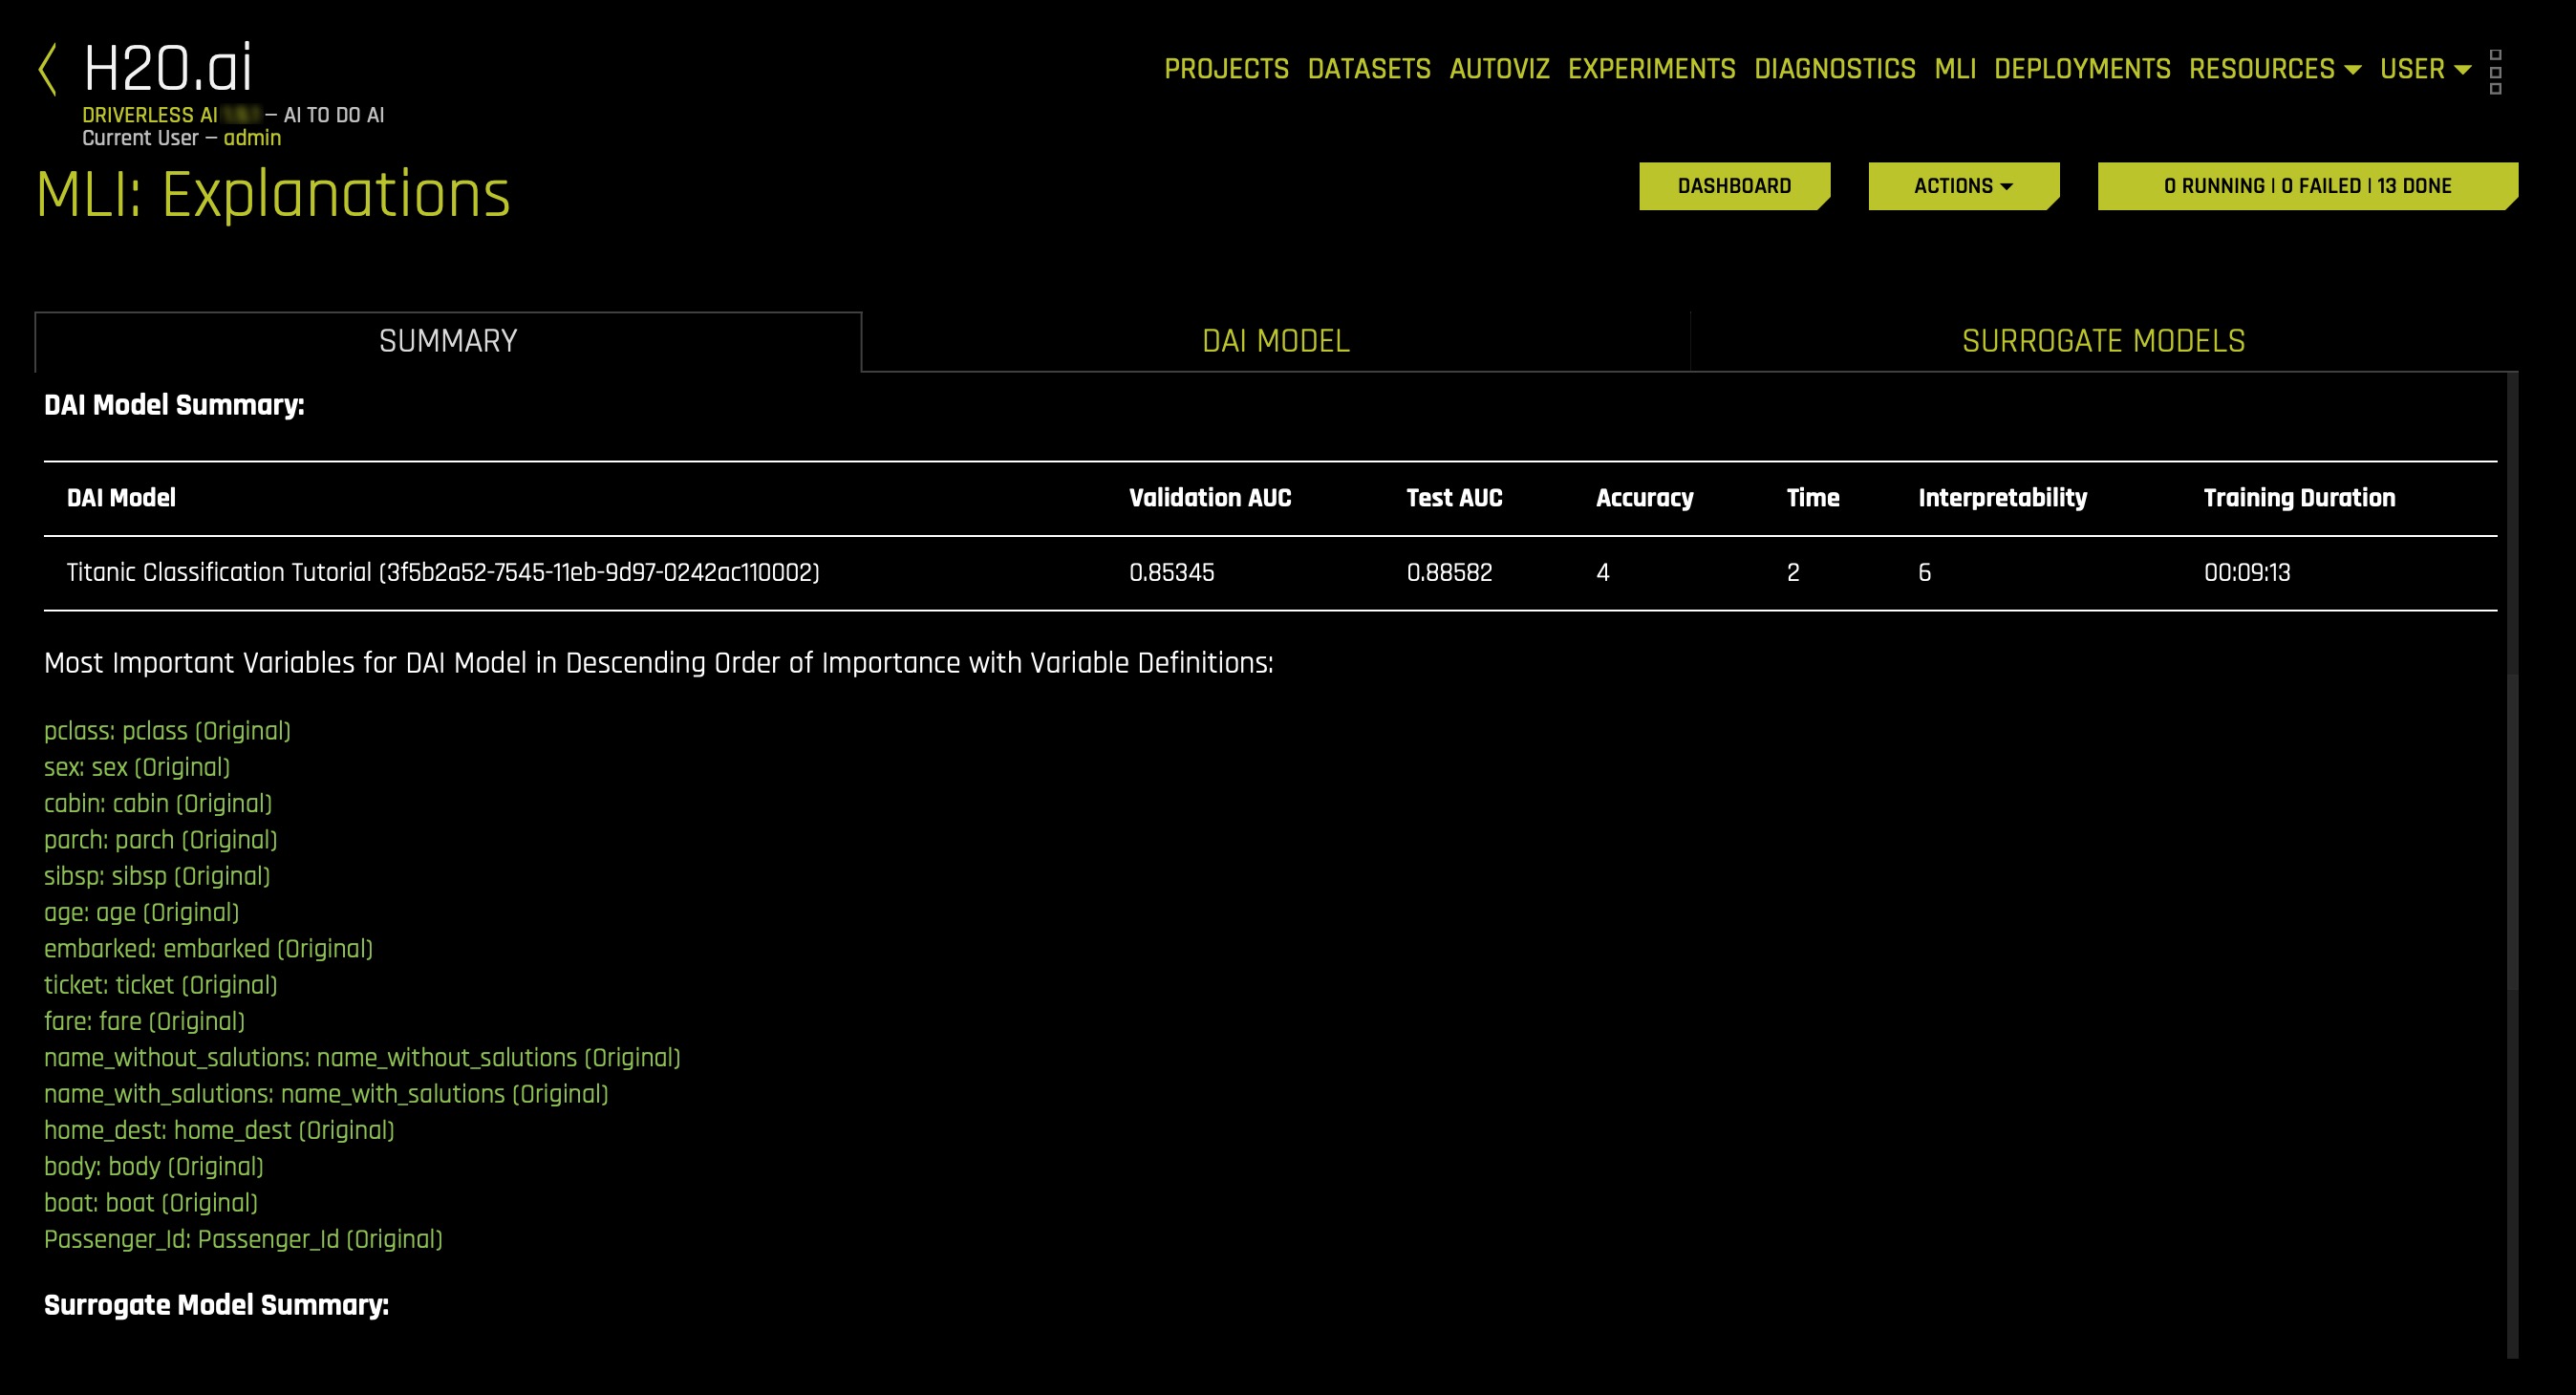 H2O.ai
DRIVERLESS AI — AI TO DO AI
Current User — admin
PROJECTS DATASETS AUTOVIZ EXPERIMENTS DIAGNOSTICS MLI DEPLOYMENTS RESOURCES USER
MLI: Explanations
DASHBOARD ACTIONS 0 RUNNING | 0 FAILED | 13 DONE
SUMMARY DAI MODEL SURROGATE MODELS
DAI Model Summary:
DAI Model Validation AUC Test AUC Accuracy Time Interpretability Training Duration
Titanic Classification Tutorial (3f5b2a52-7545-11eb-9d97-0242ac110002) 0.85345 0.88582 4 2 6 00:09:13
Most Important Variables for DAI Model in Descending Order of Importance with Variable Definitions:
pclass: pclass (Original)
sex: sex (Original)
cabin: cabin (Original)
parch: parch (Original)
sibsp: sibsp (Original)
age: age (Original)
embarked: embarked (Original)
ticket: ticket (Original)
fare: fare (Original)
name_without_salutions: name_without_salutions (Original)
name_with_salutions: name_with_salutions (Original)
home_dest: home_dest (Original)
body: body (Original)
boat: boat (Original)
Passenger_Id: Passenger_Id (Original)
Surrogate Model Summary: